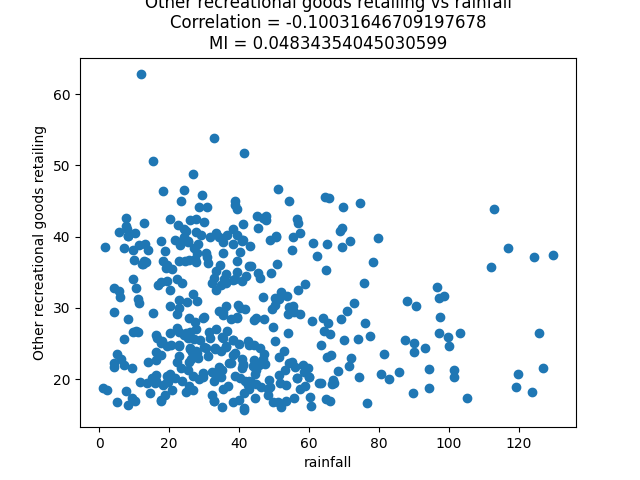 Other recreational goods retailing vs rainfall
Correlation = -0.10031646709197678
MI = 0.04834354045030599
Other recreational goods retailing
60
50
40
30
20
0 20 40 60 80 100 120
rainfall